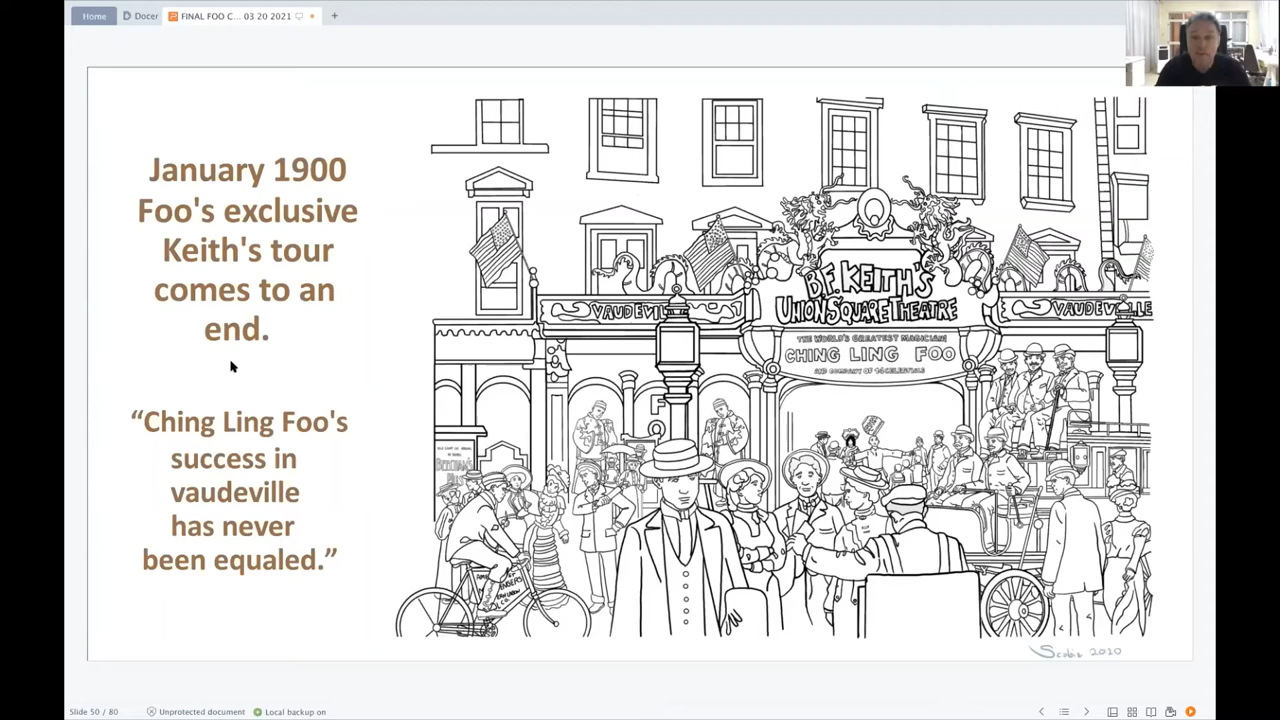 Home
Docer
FINAL FOO C... 03 20 2021
+
January 1900
Foo's exclusive
Keith's tour
comes to an
end.
“Ching Ling Foo's
success in
vaudeville
has never
been equaled.”
B.F. KEITH'S
UNION SQUARE THEATRE
VAUDEVIL
VAUDEVILLE
THE WORLD'S GREATEST MAGICIAN!
CHING LING FOO
AND COMPANY OF 14 CELESTIALS
F
O
BEECHAM'S
Scobie 2020
Slide 50 / 80
Unprotected document
Local backup on